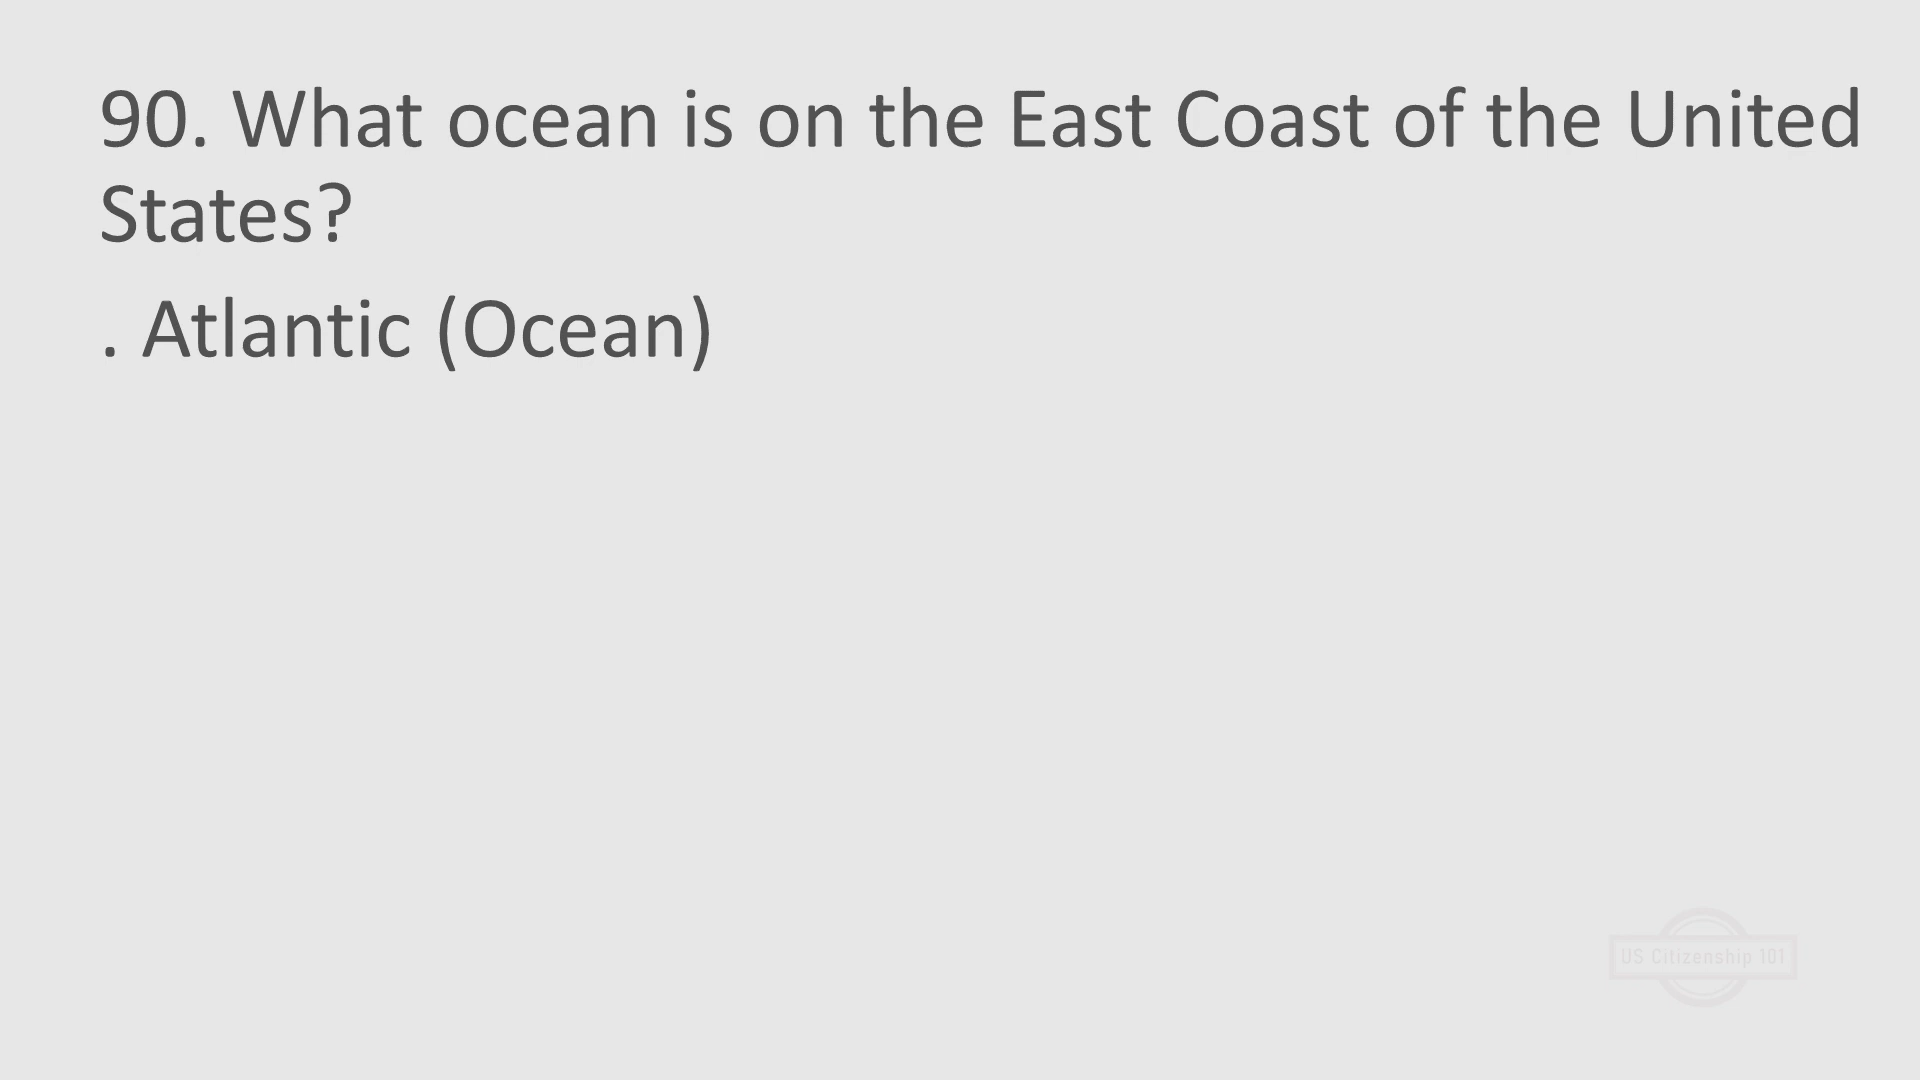 90. What ocean is on the East Coast of the United
States?
. Atlantic (Ocean)
US Citizenship 101